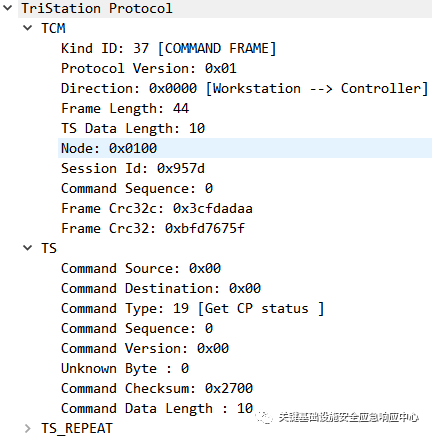 TriStation Protocol
TCM
Kind ID: 37 [COMMAND FRAME]
Protocol Version: 0x01
Direction: 0x0000 [Workstation --> Controller]
Frame Length: 44
TS Data Length: 10
Node: 0x0100
Session Id: 0x957d
Command Sequence: 0
Frame Crc32c: 0x3cfdadaa
Frame Crc32: 0xbfd7675f
TS
Command Source: 0x00
Command Destination: 0x00
Command Type: 19 [Get CP status ]
Command Sequence: 0
Command Version: 0x00
Unknown Byte : 0
Command Checksum: 0x2700
Command Data Length : 10
关键基础设施安全应急响应中心
TS_REPEAT